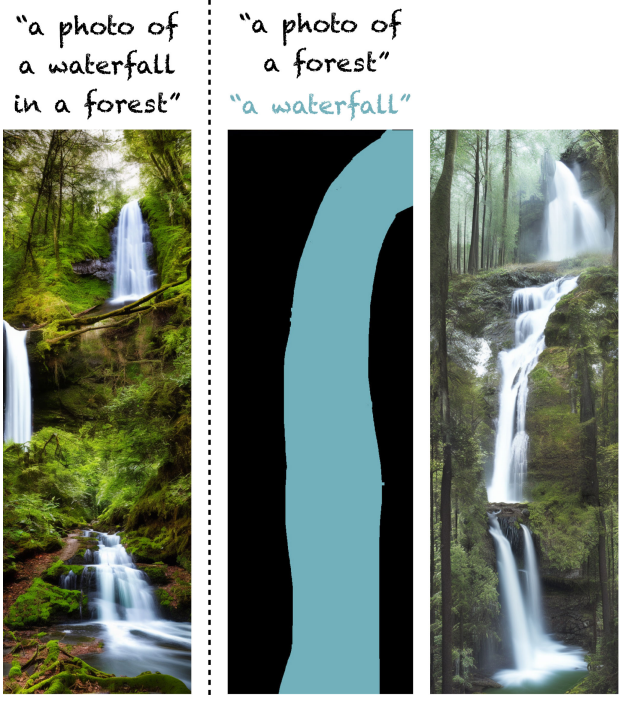 “a photo of
a waterfall
in a forest”
“a photo of
a forest”
“a waterfall”